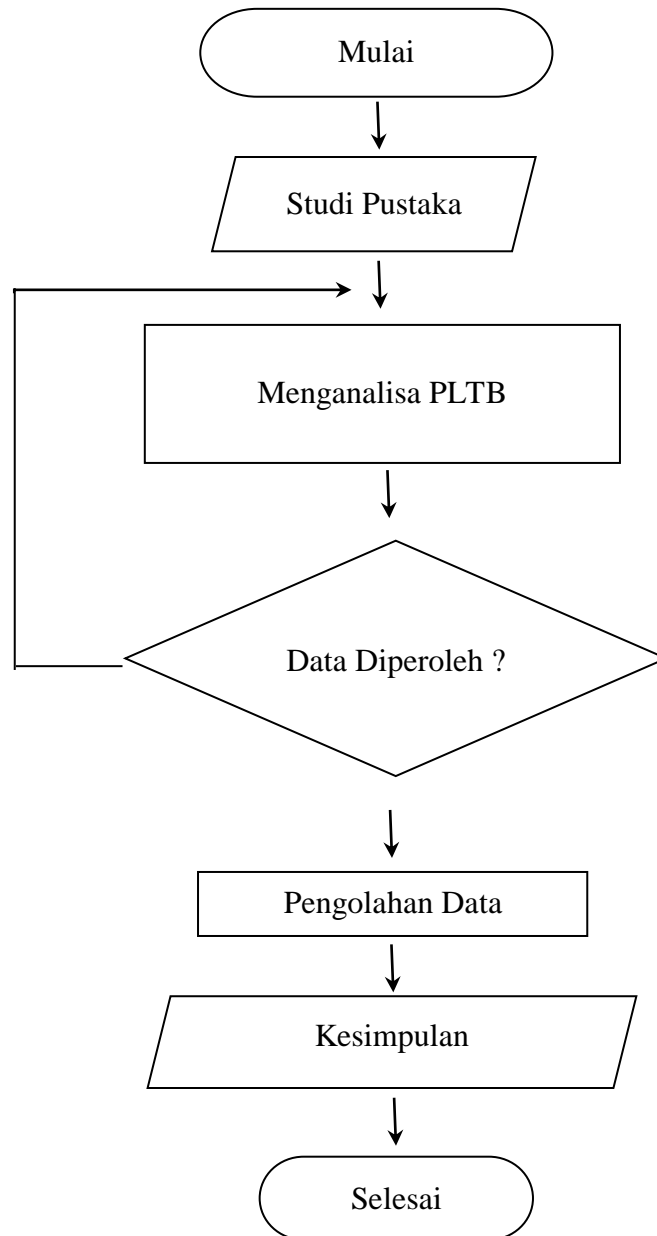 Mulai
Studi Pustaka
Menganalisa PLTB
Data Diperoleh ?
Pengolahan Data
Kesimpulan
Selesai